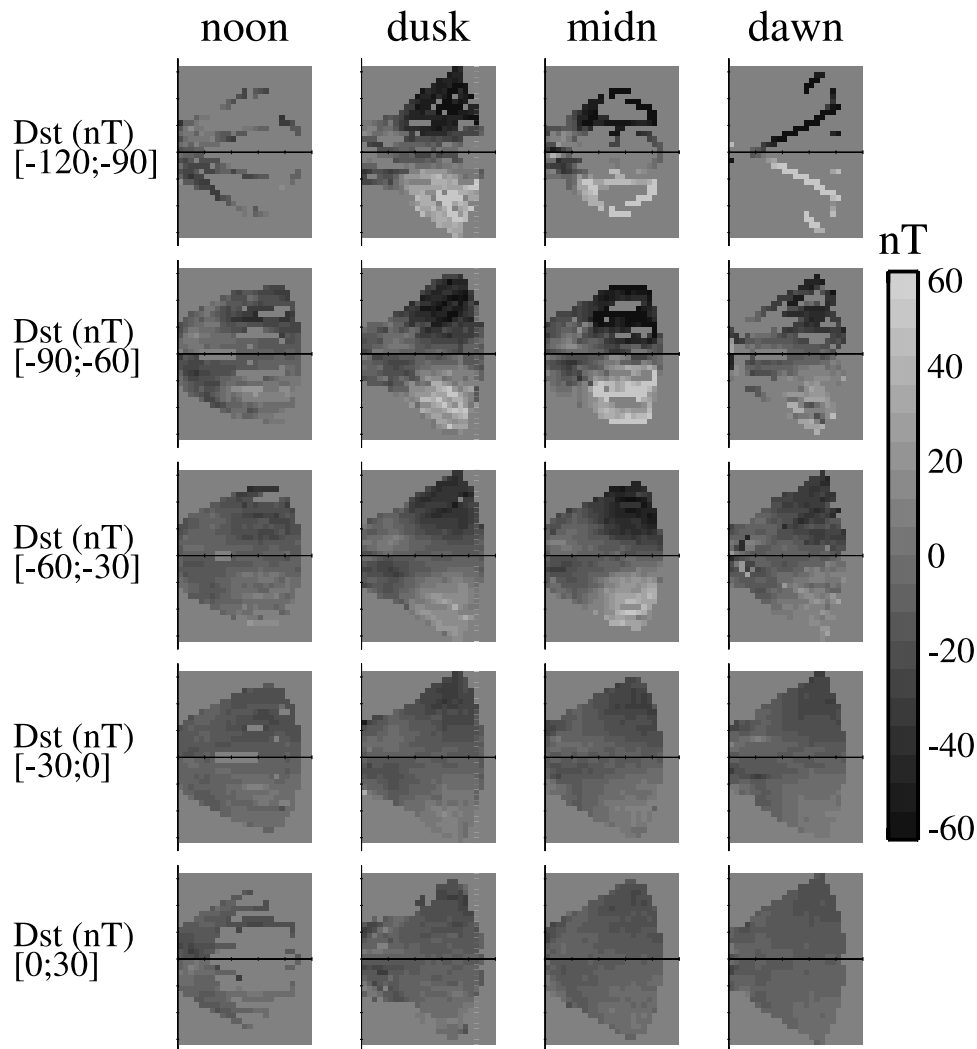 noon dusk midn dawn
Dst (nT)
[-120;-90]
nT
60
Dst (nT)
[-90;-60]
40
20
Dst (nT)
[-60;-30]
0
-20
Dst (nT)
[-30;0]
-40
-60
Dst (nT)
[0;30]